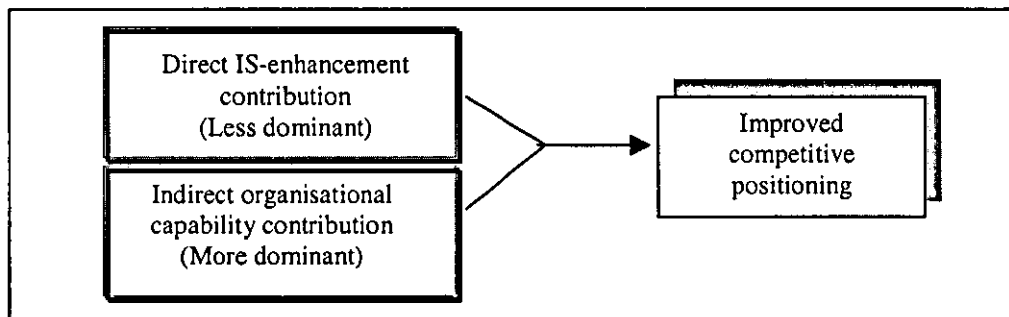 Direct IS-enhancement
contribution
(Less dominant)
Indirect organisational
capability contribution
(More dominant)
Improved
competitive
positioning